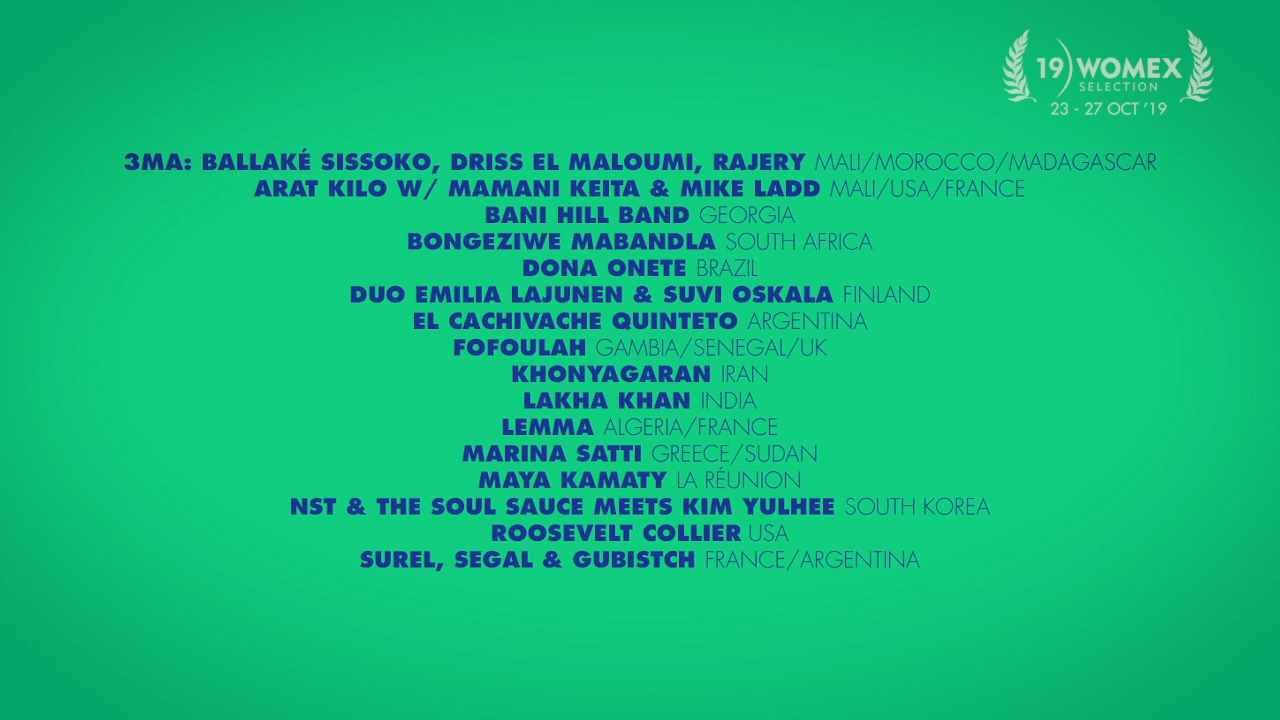 19) WOMEX
SELECTION
23 - 27 OCT '19
3MA: BALLAKÉ SISSOKO, DRISS EL MALOUMI, RAJERY MALI/MOROCCO/MADAGASCAR
ARAT KILO W/ MAMANI KEITA & MIKE LADD MALI/USA/FRANCE
BANI HILL BAND GEORGIA
BONGEZIWE MABANDLA SOUTH AFRICA
DONA ONETE BRAZIL
DUO EMILIA LAJUNEN & SUVI OSKALA FINLAND
EL CACHIVACHE QUINTETO ARGENTINA
FOFOULAH GAMBIA/SENEGAL/UK
KHONYAGARAN IRAN
LAKHA KHAN INDIA
LEMMA ALGERIA/FRANCE
MARINA SATTI GREECE/SUDAN
MAYA KAMATY LA RÉUNION
NST & THE SOUL SAUCE MEETS KIM YULHEE SOUTH KOREA
ROOSEVELT COLLIER USA
SUREL, SEGAL & GUBISTCH FRANCE/ARGENTINA